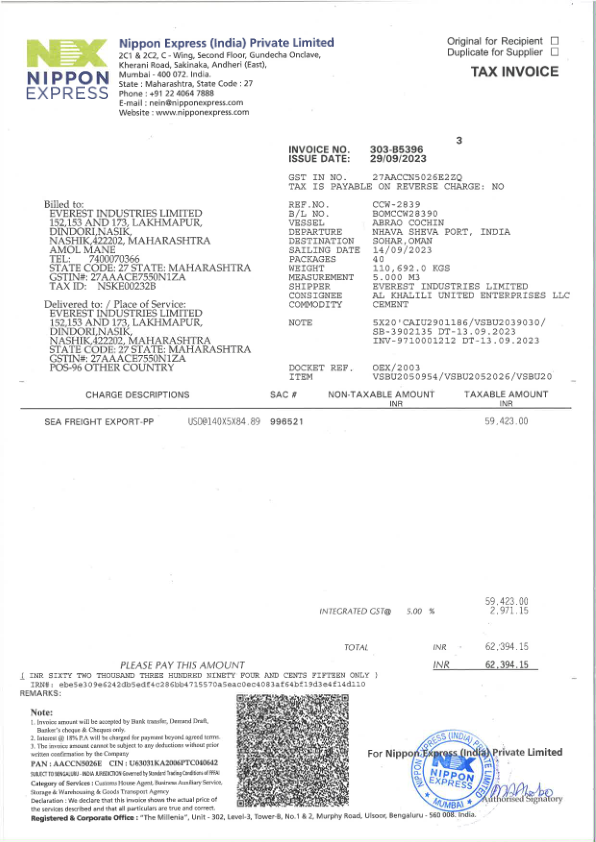 NX
NIPPON
EXPRESS
Nippon Express (India) Private Limited
2C1 & 2C2, C - Wing, Second Floor, Gundecha Onclave,
Kherani Road, Sakinaka, Andheri (East),
Mumbai - 400 072. India.
State : Maharashtra, State Code : 27
Phone : +91 22 4064 7888
E-mail : nein@nipponexpress.com
Website : www.nipponexpress.com
Original for Recipient
Duplicate for Supplier
TAX INVOICE
3
INVOICE NO. 303-B5396
ISSUE DATE: 29/09/2023
GST IN NO. 27AACCN5026E2ZQ
TAX IS PAYABLE ON REVERSE CHARGE: NO
Billed to:
EVEREST INDUSTRIES LIMITED
152,153 AND 173, LAKHMAPUR,
DINDORI,NASIK,
NASHIK,422202, MAHARASHTRA
AMOL MANE
TEL: 7400070366
STATE CODE: 27 STATE: MAHARASHTRA
GSTIN#: 27AAACE7550N1ZA
TAX ID: NSKE00232B
Delivered to: / Place of Service:
EVEREST INDUSTRIES LIMITED
152,153 AND 173, LAKHMAPUR,
DINDORI,NASIK,
NASHIK,422202, MAHARASHTRA
STATE CODE: 27 STATE: MAHARASHTRA
GSTIN#: 27AAACE7550N1ZA
POS-96 OTHER COUNTRY
REF.NO. CCW-2839
B/L NO. BOMCCW28390
VESSEL ABRAO COCHIN
DEPARTURE NHAVA SHEVA PORT, INDIA
DESTINATION SOHAR,OMAN
SAILING DATE 14/09/2023
PACKAGES 40
WEIGHT 110,692.0 KGS
MEASUREMENT 5.000 M3
SHIPPER EVEREST INDUSTRIES LIMITED
CONSIGNEE AL KHALILI UNITED ENTERPRISES LLC
COMMODITY CEMENT
NOTE 5X20'CAIU2901186/VSBU2039030/
SB-3902135 DT-13.09.2023
INV-9710001212 DT-13.09.2023
DOCKET REF. OEX/2003
ITEM VSBU2050954/VSBU2052026/VSBU20
CHARGE DESCRIPTIONS SAC # NON-TAXABLE AMOUNT TAXABLE AMOUNT
INR INR
SEA FREIGHT EXPORT-PP USD@140X5X84.89 996521 59.423.00
59.423.00
INTEGRATED GST@ 5.00 % 2,971.15
TOTAL INR 62,394.15
PLEASE PAY THIS AMOUNT INR 62,394.15
( INR SIXTY TWO THOUSAND THREE HUNDRED NINETY FOUR AND CENTS FIFTEEN ONLY )
IRN#: ebe5e309e6242db5edf4c286bb4715570a5eac0ec4083af64bf19d3e4f14d110
REMARKS:
Note:
1. Invoice amount will be accepted by Bank transfer, Demand Draft,
Banker's cheque & Cheques only.
2. Interest @ 18% P.A will be charged for payment beyond agreed terms.
3. The invoice amount cannot be subject to any deductions without prior
written confirmation by the Company
PAN : AACCN5026E CIN : U63031KA2006PTC040642
SUBJECT TO BENGALURU - INDIA JURISDICTION Governed by Standard Trading Conditions of FFFAI
Category of Services : Customs House Agent, Business Auxiliary Service,
Storage & Warehousing & Goods Transport Agency
Declaration : We declare that this invoice shows the actual price of
the services described and that all particulars are true and correct.
For Nippon Express (India) Private Limited
NIPPON EXPRESS (INDIA) PRIVATE LIMITED
NX
NIPPON
EXPRESS
MUMBAI
Authorised Signatory
Registered & Corporate Office : "The Millenia", Unit - 302, Level-3, Tower-B, No.1 & 2, Murphy Road, Ulsoor, Bengaluru - 560 008. India.